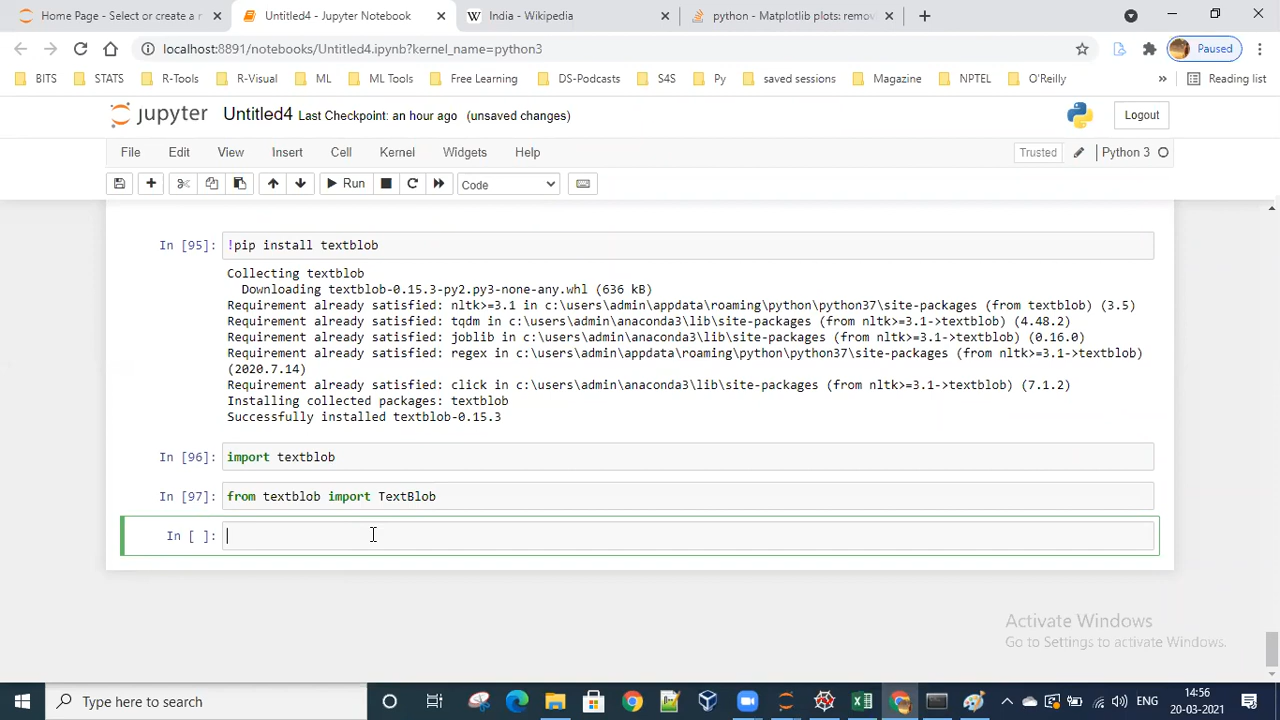 Home Page - Select or create a r
Untitled4 - Jupyter Notebook
India - Wikipedia
python - Matplotlib plots: remov
localhost:8891/notebooks/Untitled4.ipynb?kernel_name=python3
Paused
BITS STATS R-Tools R-Visual ML ML Tools Free Learning DS-Podcasts S4S Py saved sessions Magazine NPTEL O'Reilly » Reading list
jupyter Untitled4 Last Checkpoint: an hour ago (unsaved changes) Logout
File Edit View Insert Cell Kernel Widgets Help Trusted Python 3
Run Code
In [95]: !pip install textblob
Collecting textblob
Downloading textblob-0.15.3-py2.py3-none-any.whl (636 kB)
Requirement already satisfied: nltk>=3.1 in c:\users\admin\appdata\roaming\python\python37\site-packages (from textblob) (3.5)
Requirement already satisfied: tqdm in c:\users\admin\anaconda3\lib\site-packages (from nltk>=3.1->textblob) (4.48.2)
Requirement already satisfied: joblib in c:\users\admin\anaconda3\lib\site-packages (from nltk>=3.1->textblob) (0.16.0)
Requirement already satisfied: regex in c:\users\admin\appdata\roaming\python\python37\site-packages (from nltk>=3.1->textblob)
(2020.7.14)
Requirement already satisfied: click in c:\users\admin\anaconda3\lib\site-packages (from nltk>=3.1->textblob) (7.1.2)
Installing collected packages: textblob
Successfully installed textblob-0.15.3
In [96]: import textblob
In [97]: from textblob import TextBlob
In [ ]:
Activate Windows
Go to Settings to activate Windows.
Type here to search
ENG
14:56
20-03-2021